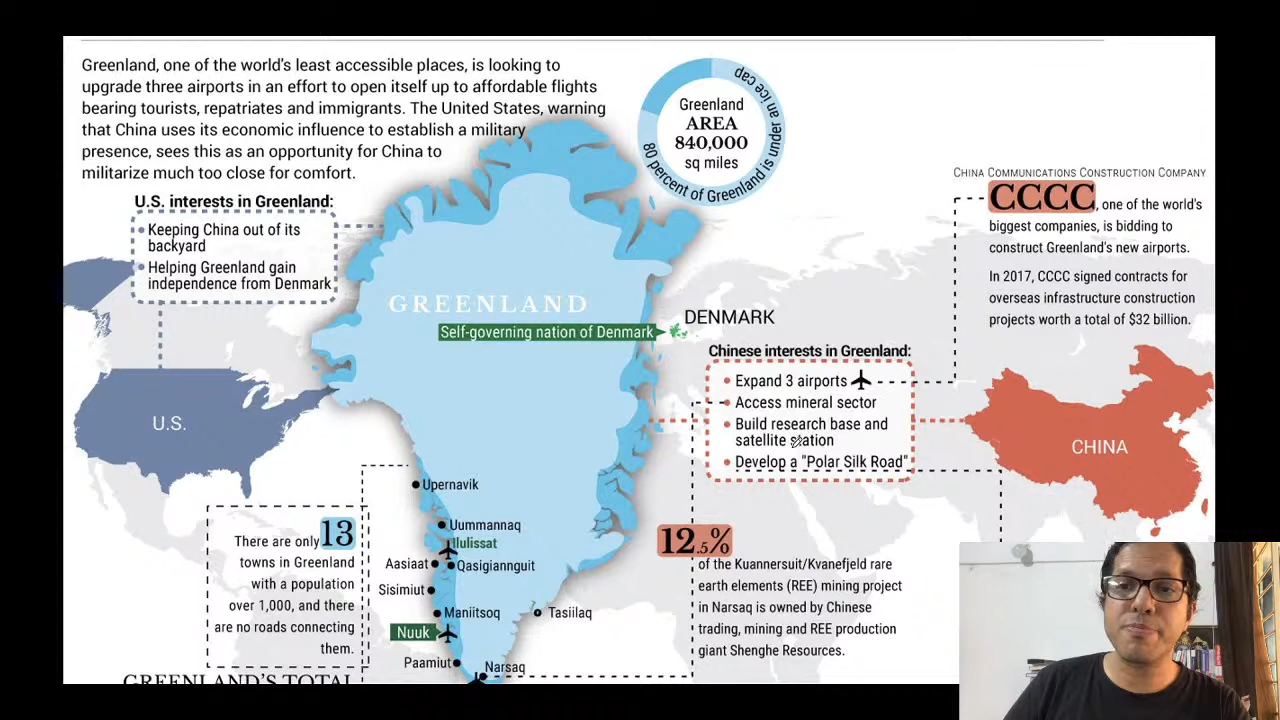 Greenland, one of the world's least accessible places, is looking to
upgrade three airports in an effort to open itself up to affordable flights
bearing tourists, repatriates and immigrants. The United States, warning
that China uses its economic influence to establish a military
presence, sees this as an opportunity for China to
militarize much too close for comfort.
Greenland
AREA
840,000
sq miles
80 percent of Greenland is under an ice cap
U.S. interests in Greenland:
Keeping China out of its
backyard
Helping Greenland gain
independence from Denmark
CHINA COMMUNICATIONS CONSTRUCTION COMPANY
CCCC, one of the world's
biggest companies, is bidding to
construct Greenland's new airports.
In 2017, CCCC signed contracts for
overseas infrastructure construction
projects worth a total of $32 billion.
GREENLAND
Self-governing nation of Denmark
DENMARK
Chinese interests in Greenland:
Expand 3 airports
Access mineral sector
Build research base and
satellite station
Develop a "Polar Silk Road"
U.S.
CHINA
Upernavik
Uummannaq
Ilulissat
Aasiaat
Qasigiannguit
Sisimiut
Maniitsoq
Tasiilaq
Nuuk
Paamiut
Narsaq
There are only 13
towns in Greenland
with a population
over 1,000, and there
are no roads connecting
them.
12.5%
of the Kuannersuit/Kvanefjeld rare
earth elements (REE) mining project
in Narsaq is owned by Chinese
trading, mining and REE production
giant Shenghe Resources.
GREENLAND'S TOTAL